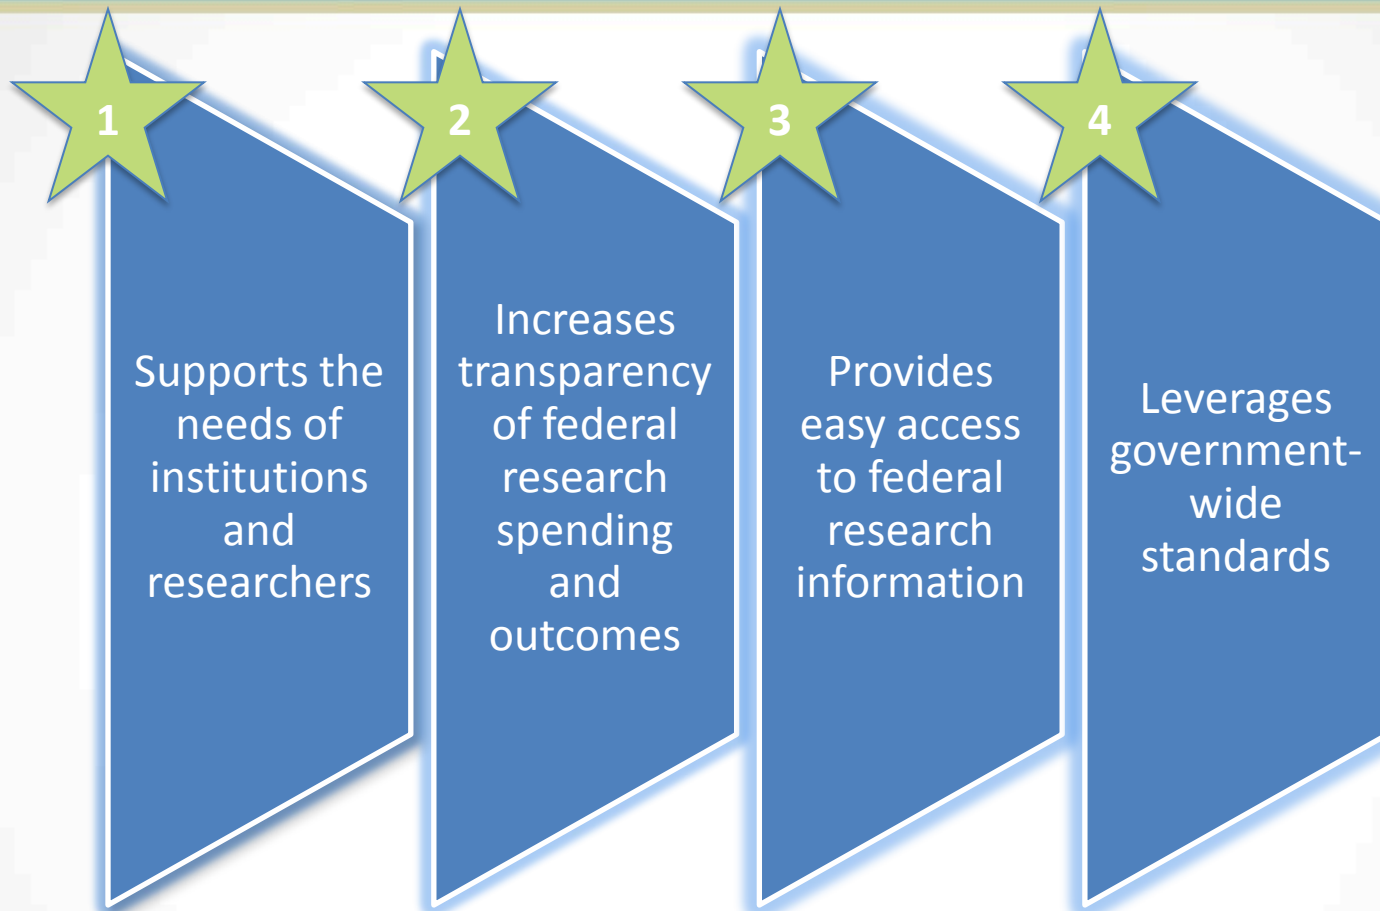 1
Supports the
needs of
institutions
and
researchers
2
Increases
transparency
of federal
research
spending
and
outcomes
3
Provides
easy access
to federal
research
information
4
Leverages
government-
wide
standards